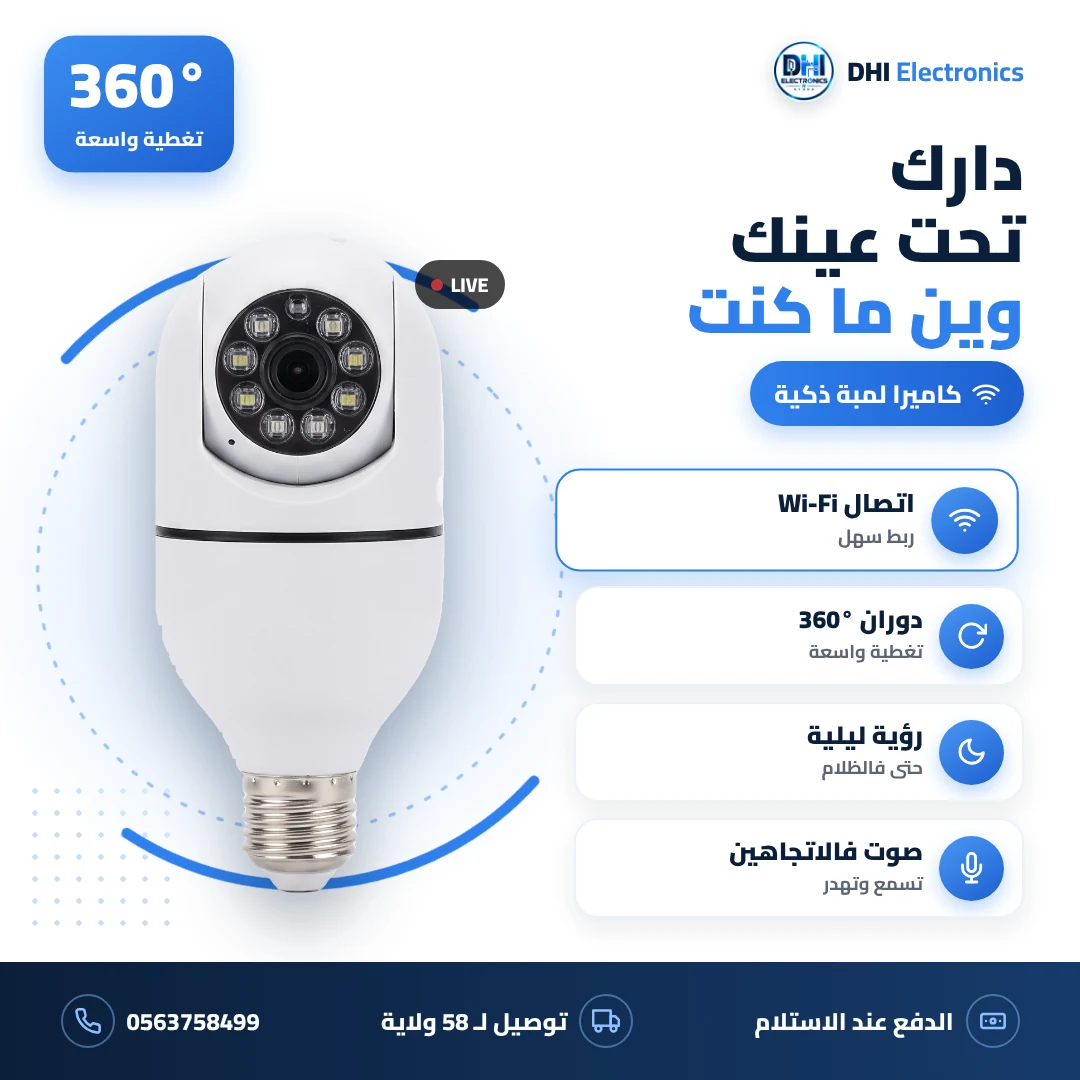 360°
تغطية واسعة
DHI
ELECTRONICS
DHI Electronics
دارك
تحت عينك
وين ما كنت
كاميرا لمبة ذكية
LIVE
اتصال Wi-Fi
ربط سهل
دوران 360°
تغطية واسعة
رؤية ليلية
حتى فالظلام
صوت فالاتجاهين
تسمع وتهدر
الدفع عند الاستلام
توصيل لـ 58 ولاية
0563758499